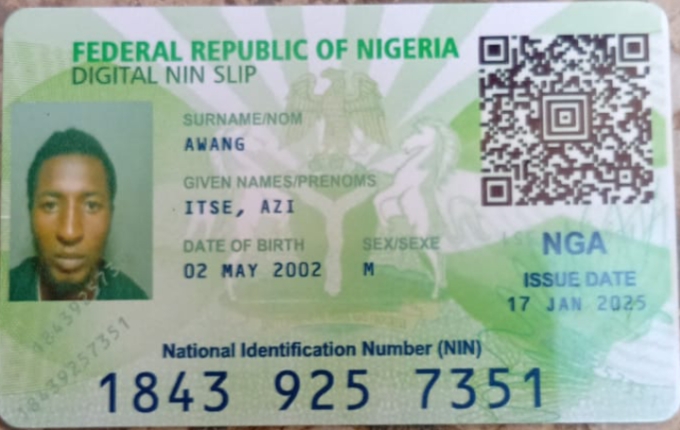 FEDERAL REPUBLIC OF NIGERIA
DIGITAL NIN SLIP
SURNAME/NOM
AWANG
GIVEN NAMES/PRENOMS
ITSE, AZI
DATE OF BIRTH SEX/SEXE
02 MAY 2002 M
NGA
ISSUE DATE
17 JAN 2025
National Identification Number (NIN)
1843 925 7351
18439257351